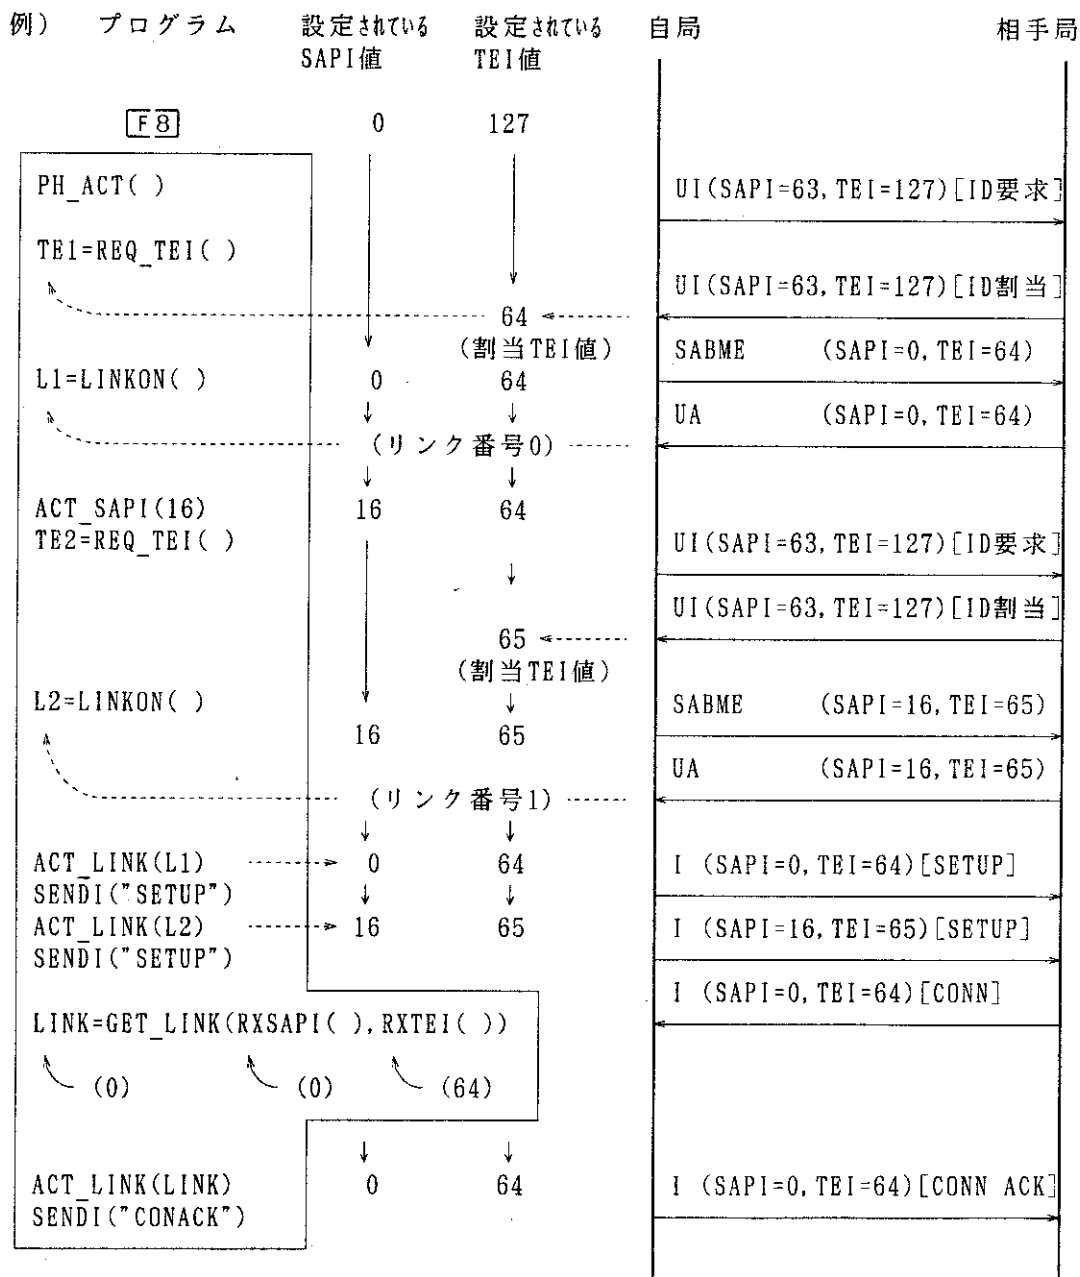 例) プログラム 設定されている 設定されている 自局 相手局
SAPI値 TEI値
F8 0 127
PH_ACT( ) UI(SAPI=63,TEI=127)[ID要求]
TE1=REQ_TEI( )
UI(SAPI=63,TEI=127)[ID割当]
64
(割当TEI値) SABME (SAPI=0,TEI=64)
L1=LINKON( ) 0 64
UA (SAPI=0,TEI=64)
(リンク番号0)
ACT_SAPI(16) 16 64
TE2=REQ_TEI( ) UI(SAPI=63,TEI=127)[ID要求]
UI(SAPI=63,TEI=127)[ID割当]
65
(割当TEI値)
L2=LINKON( ) SABME (SAPI=16,TEI=65)
16 65
UA (SAPI=16,TEI=65)
(リンク番号1)
ACT_LINK(L1) 0 64 I (SAPI=0,TEI=64)[SETUP]
SENDI("SETUP")
ACT_LINK(L2) 16 65 I (SAPI=16,TEI=65)[SETUP]
SENDI("SETUP")
I (SAPI=0,TEI=64)[CONN]
LINK=GET_LINK(RXSAPI( ),RXTEI( ))
(0) (0) (64)
ACT_LINK(LINK) 0 64 I (SAPI=0,TEI=64)[CONN ACK]
SENDI("CONACK")